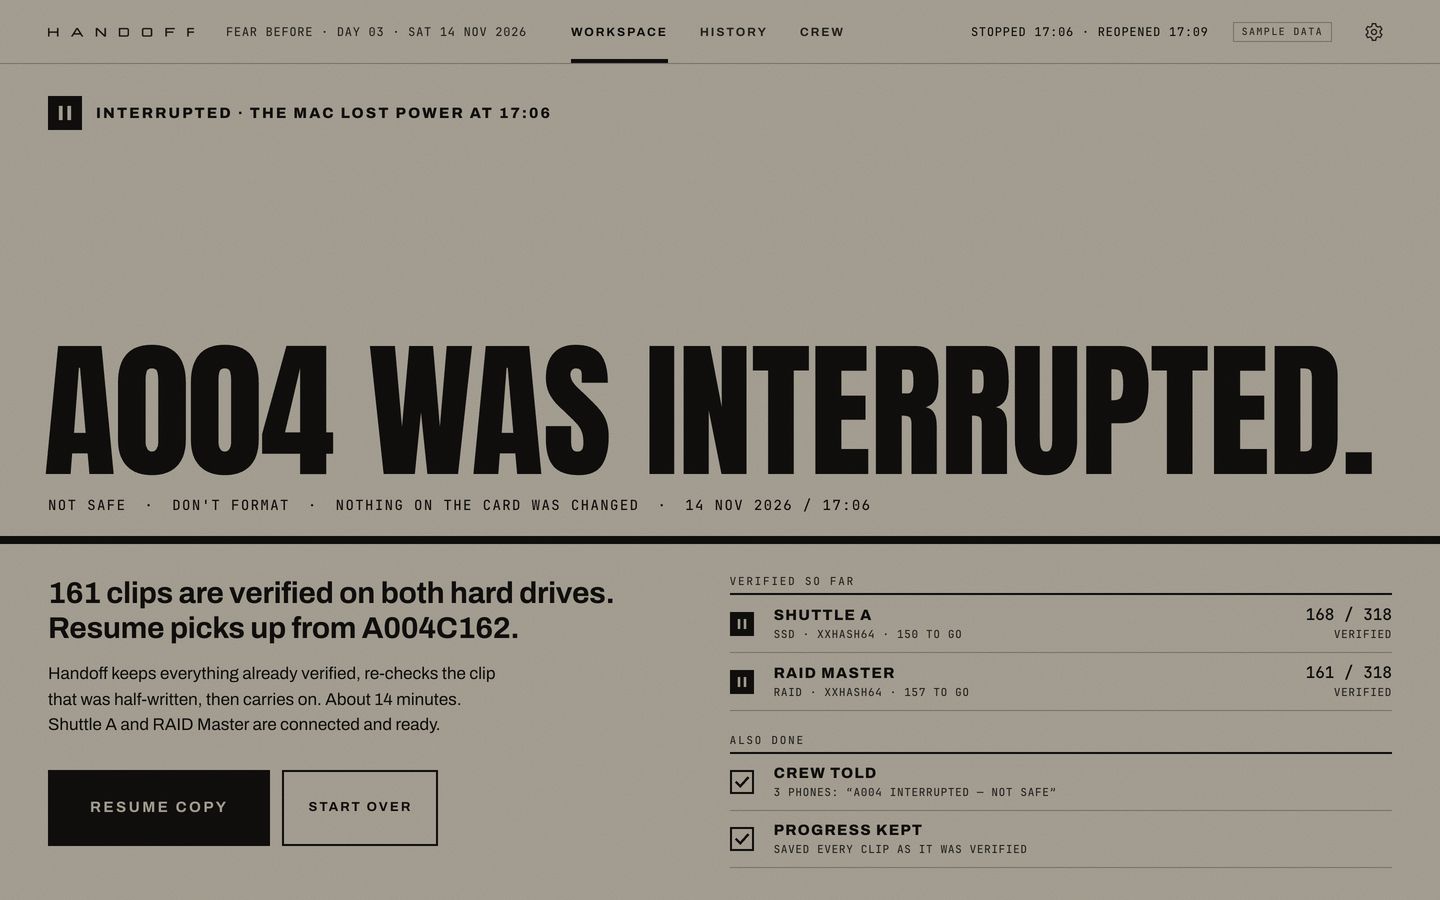 HANDOFF
FEAR BEFORE · DAY 03 · SAT 14 NOV 2026
WORKSPACE
HISTORY
CREW
STOPPED 17:06 · REOPENED 17:09
SAMPLE DATA
INTERRUPTED · THE MAC LOST POWER AT 17:06
A004 WAS INTERRUPTED.
NOT SAFE · DON'T FORMAT · NOTHING ON THE CARD WAS CHANGED · 14 NOV 2026 / 17:06
161 clips are verified on both hard drives.
Resume picks up from A004C162.
Handoff keeps everything already verified, re-checks the clip
that was half-written, then carries on. About 14 minutes.
Shuttle A and RAID Master are connected and ready.
RESUME COPY
START OVER
VERIFIED SO FAR
SHUTTLE A
168 / 318
SSD · XXHASH64 · 150 TO GO
VERIFIED
RAID MASTER
161 / 318
RAID · XXHASH64 · 157 TO GO
VERIFIED
ALSO DONE
CREW TOLD
3 PHONES: “A004 INTERRUPTED — NOT SAFE”
PROGRESS KEPT
SAVED EVERY CLIP AS IT WAS VERIFIED